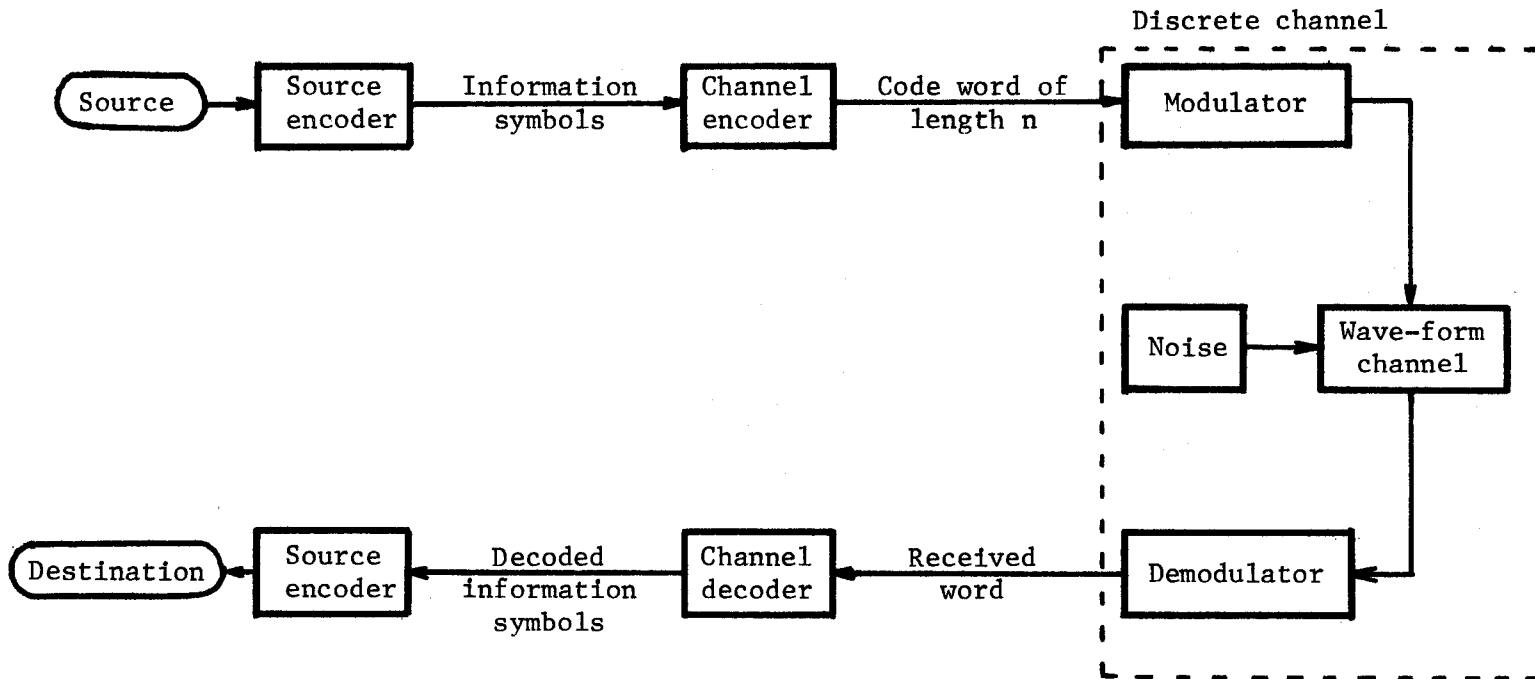 Discrete channel
Source
Source
encoder
Information
symbols
Channel
encoder
Code word of
length n
Modulator
Noise
Wave-form
channel
Destination
Source
encoder
Decoded
information
symbols
Channel
decoder
Received
word
Demodulator